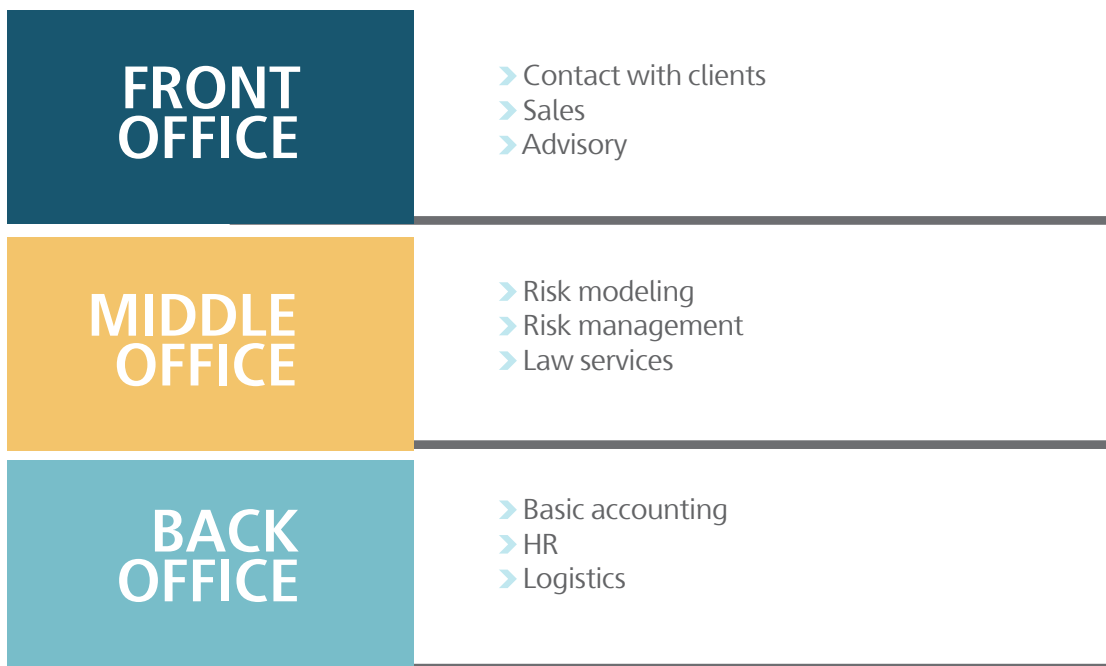 FRONT
OFFICE
Contact with clients
Sales
Advisory
MIDDLE
OFFICE
Risk modeling
Risk management
Law services
BACK
OFFICE
Basic accounting
HR
Logistics